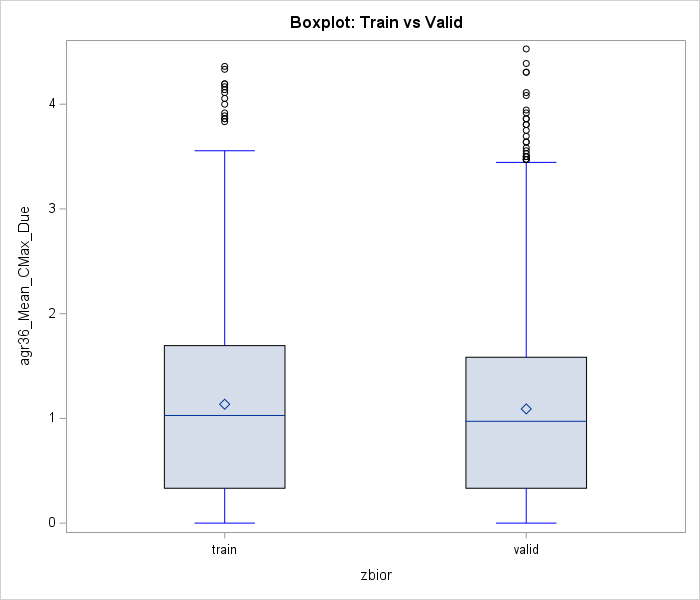 Boxplot: Train vs Valid
agr36_Mean_CMax_Due
4
3
2
1
0
train
valid
zbior